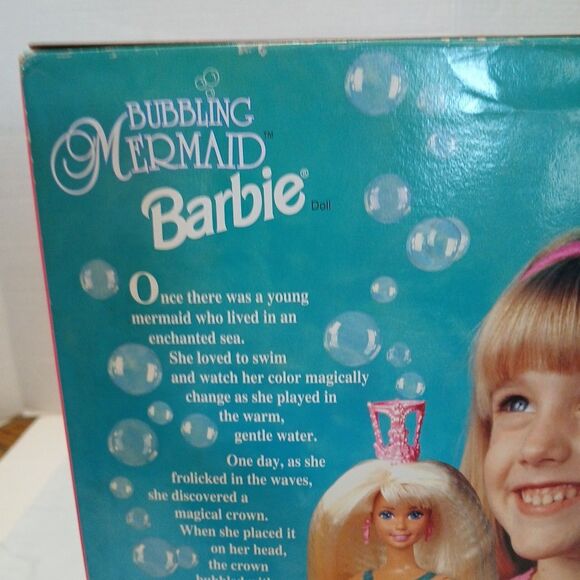 BUBBLING
MERMAID™
Barbie® Doll
Once there was a young
mermaid who lived in an
enchanted sea.
She loved to swim
and watch her color magically
change as she played in
the warm,
gentle water.
One day, as she
frolicked in the waves,
she discovered a
magical crown.
When she placed it
on her head,
the crown
bubbled with